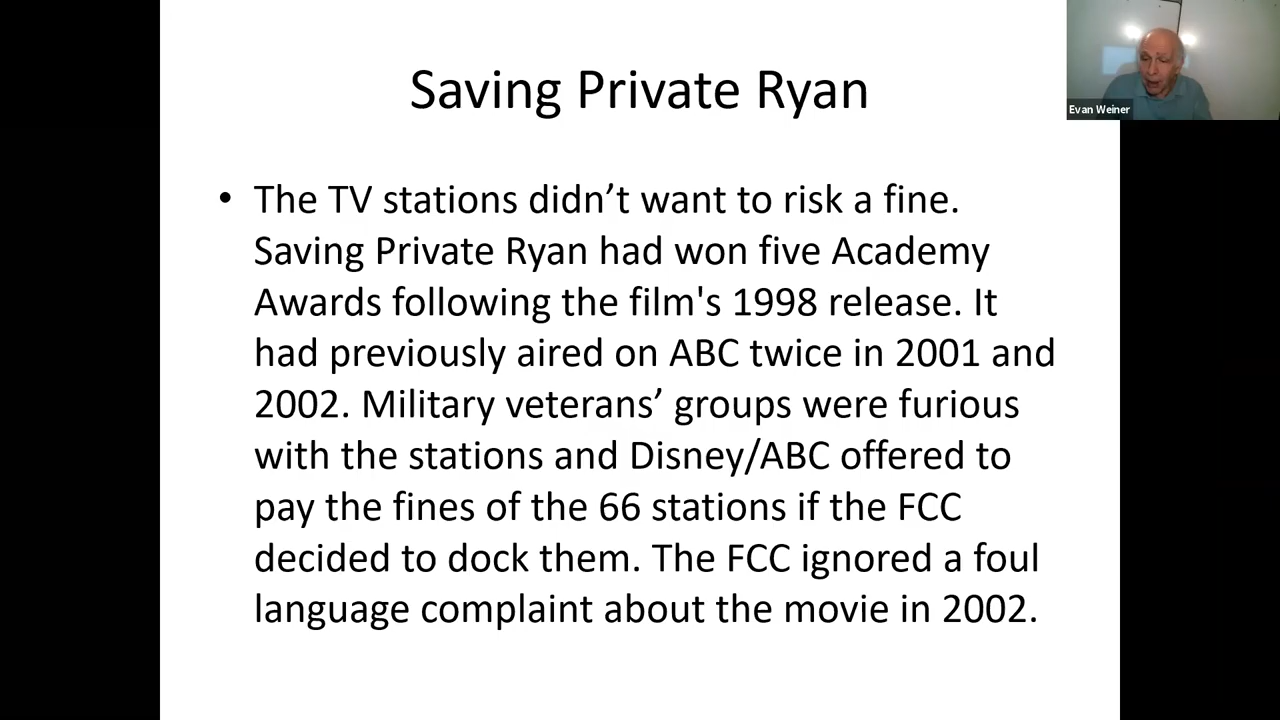 Saving Private Ryan
Evan Weiner
• The TV stations didn’t want to risk a fine.
Saving Private Ryan had won five Academy
Awards following the film's 1998 release. It
had previously aired on ABC twice in 2001 and
2002. Military veterans’ groups were furious
with the stations and Disney/ABC offered to
pay the fines of the 66 stations if the FCC
decided to dock them. The FCC ignored a foul
language complaint about the movie in 2002.